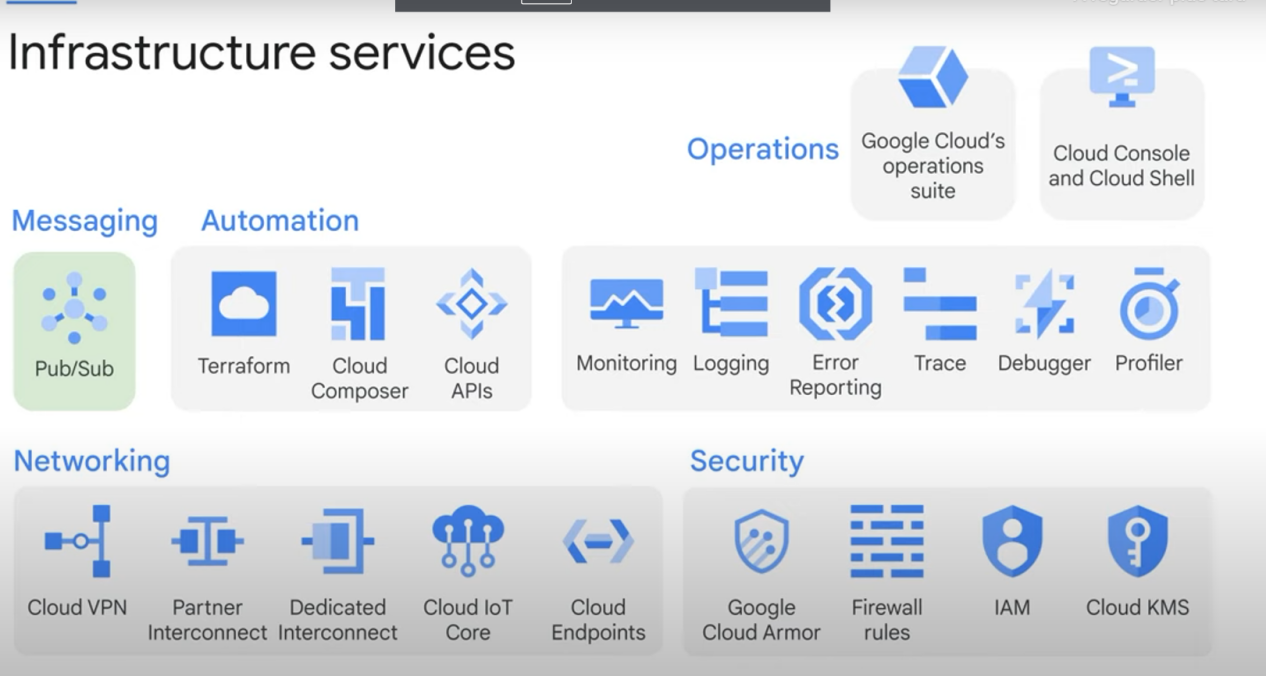 Infrastructure services
Operations
Google Cloud's
operations
suite
Cloud Console
and Cloud Shell
Messaging
Automation
Pub/Sub
Terraform
Cloud
Composer
Cloud
APIs
Monitoring
Logging
Error
Reporting
Trace
Debugger
Profiler
Networking
Security
Cloud VPN
Partner
Interconnect
Dedicated
Interconnect
Cloud IoT
Core
Cloud
Endpoints
Google
Cloud Armor
Firewall
rules
IAM
Cloud KMS